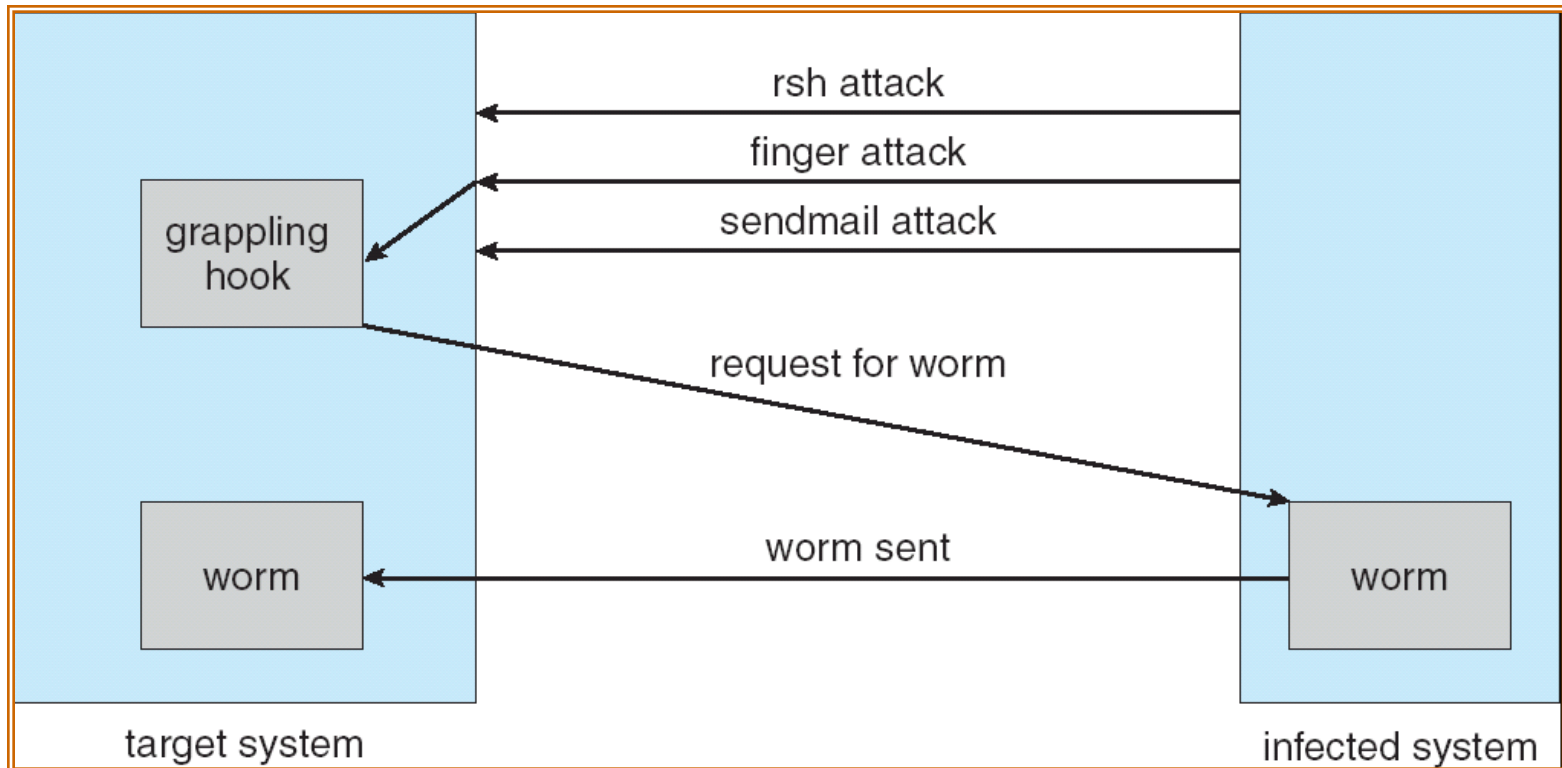 rsh attack
finger attack
sendmail attack
grappling
hook
request for worm
worm sent
worm
worm
target system
infected system